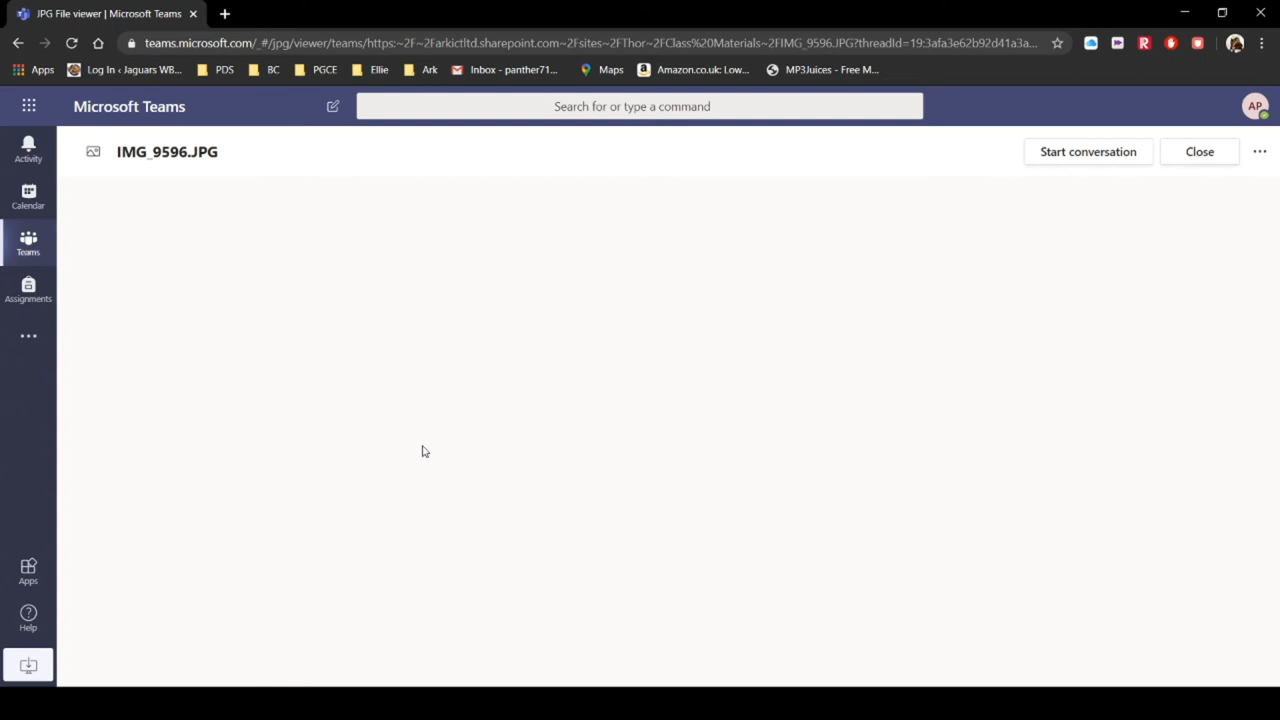 JPG File viewer | Microsoft Teams
teams.microsoft.com/_#/jpg/viewer/teams/https:~2F~2Farkictltd.sharepoint.com~2Fsites~2FThor~2FClass%20Materials~2FIMG_9596.JPG?threadId=19:3afa3e62b92d41a3a...
Apps
Log In ‹ Jaguars WB...
PDS
BC
PGCE
Ellie
Ark
Inbox - panther71...
Maps
Amazon.co.uk: Low...
MP3Juices - Free M...
Microsoft Teams
Search for or type a command
AP
Activity
IMG_9596.JPG
Start conversation
Close
Calendar
Teams
Assignments
Apps
Help